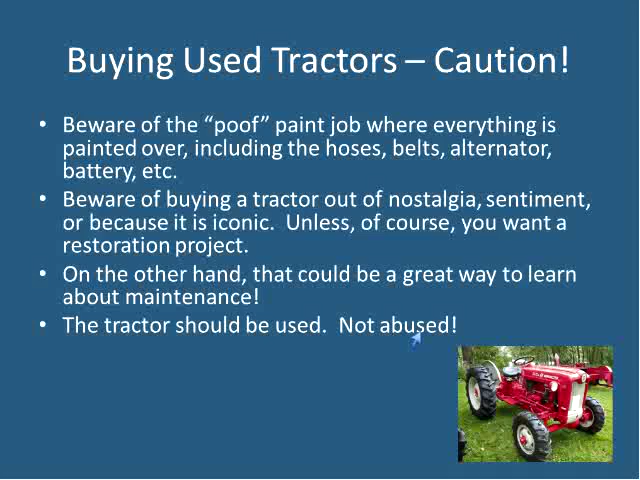 Buying Used Tractors – Caution!
• Beware of the “poof” paint job where everything is
painted over, including the hoses, belts, alternator,
battery, etc.
• Beware of buying a tractor out of nostalgia, sentiment,
or because it is iconic.  Unless, of course, you want a
restoration project.
• On the other hand, that could be a great way to learn
about maintenance!
• The tractor should be used.  Not abused!